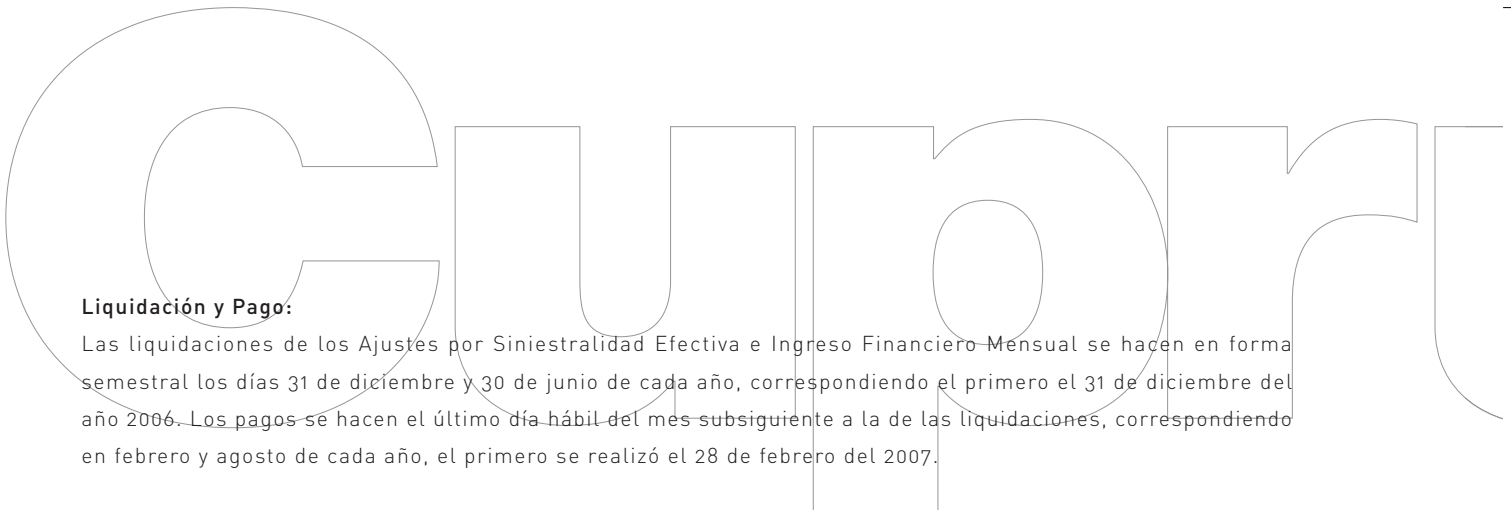 Cupr
Liquidación y Pago:
Las liquidaciones de los Ajustes por Siniestralidad Efectiva e Ingreso Financiero Mensual se hacen en forma
semestral los días 31 de diciembre y 30 de junio de cada año, correspondiendo el primero el 31 de diciembre del
año 2006. Los pagos se hacen el último día hábil del mes subsiguiente a la de las liquidaciones, correspondiendo
en febrero y agosto de cada año, el primero se realizó el 28 de febrero del 2007.